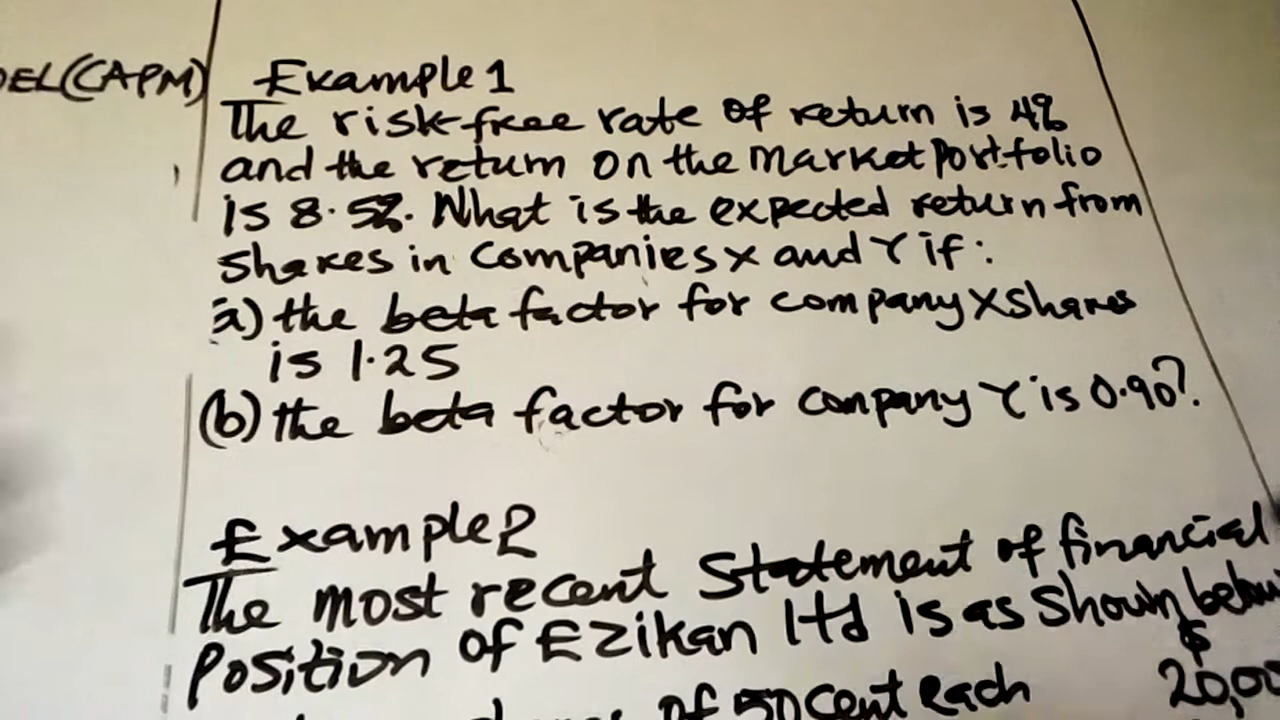 DEL(CAPM)
Example 1
The risk-free rate of return is 4%
and the return on the market portfolio
is 8.5%. What is the expected return from
shares in companies X and Y if:
a) the beta factor for company X shares
is 1.25
(b) the beta factor for company Y is 0.90?
Example 2
The most recent statement of financial
position of Ezikan Ltd is as shown below
$
of 50 cent each 20,00